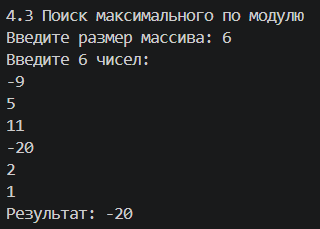 4.3 Поиск максимального по модулю
Введите размер массива: 6
Введите 6 чисел:
-9
5
11
-20
2
1
Результат: -20